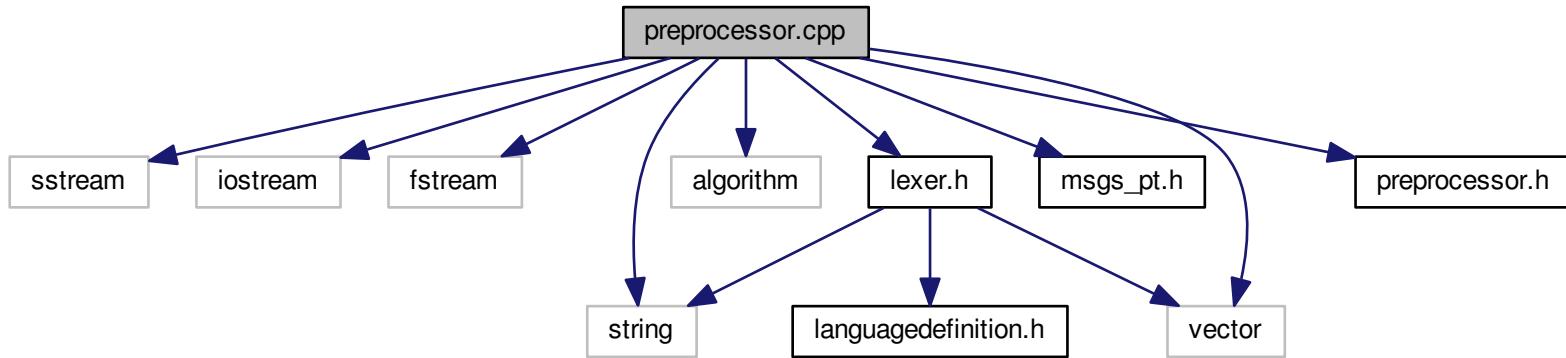 preprocessor.cpp
sstream
iostream
fstream
algorithm
lexer.h
msgs_pt.h
preprocessor.h
string
languagedefinition.h
vector